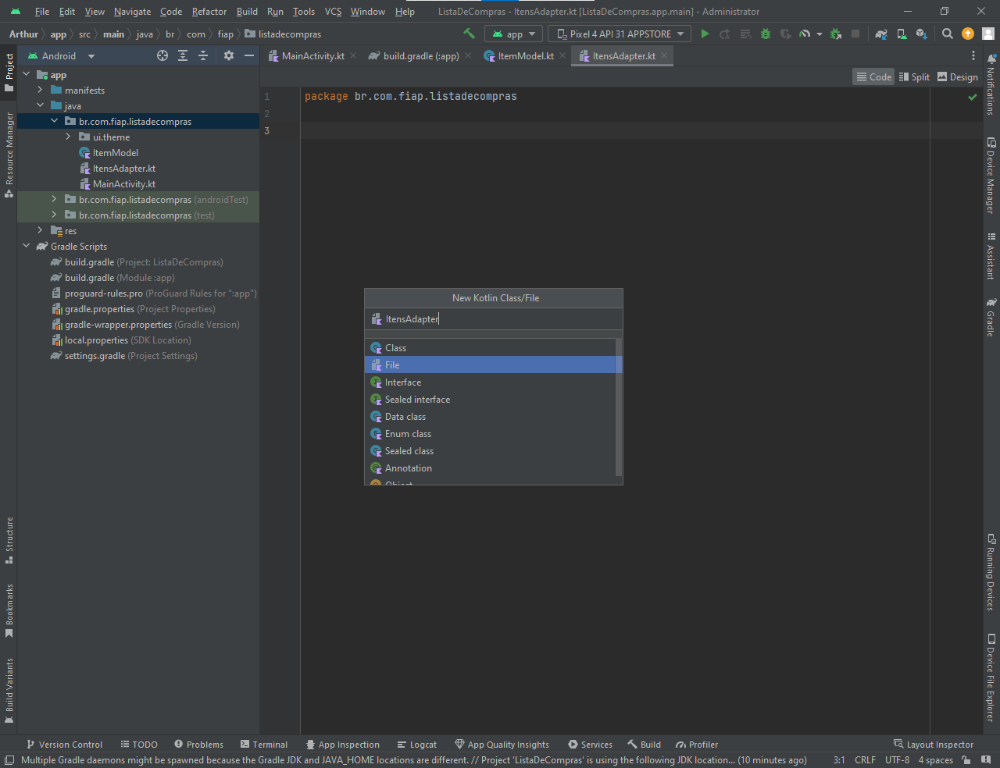 File Edit View Navigate Code Refactor Build Run Tools VCS Window Help ListaDeCompras - ItensAdapter.kt [ListaDeCompras.app.main] - Administrator
Arthur app src main java br com fiap listadecompras app Pixel 4 API 31 APPSTORE
Android MainActivity.kt build.gradle (:app) ItemModel.kt ItensAdapter.kt
Code Split Design
Project
Resource Manager
Structure
Bookmarks
Build Variants
app
manifests
java
br.com.fiap.listadecompras
ui.theme
ItemModel
ItensAdapter.kt
MainActivity.kt
br.com.fiap.listadecompras (androidTest)
br.com.fiap.listadecompras (test)
res
Gradle Scripts
build.gradle (Project: ListaDeCompras)
build.gradle (Module :app)
proguard-rules.pro (ProGuard Rules for ":app")
gradle.properties (Project Properties)
gradle-wrapper.properties (Gradle Version)
local.properties (SDK Location)
settings.gradle (Project Settings)
1 package br.com.fiap.listadecompras
2
3
New Kotlin Class/File
ItensAdapter
Class
File
Interface
Sealed interface
Data class
Enum class
Sealed class
Annotation
Object
Notifications
Device Manager
Assistant
Gradle
Running Devices
Device File Explorer
Version Control TODO Problems Terminal App Inspection Logcat App Quality Insights Services Build Profiler Layout Inspector
Multiple Gradle daemons might be spawned because the Gradle JDK and JAVA_HOME locations are different. // Project 'ListaDeCompras' is using the following JDK location... (10 minutes ago) 3:1 CRLF UTF-8 4 spaces